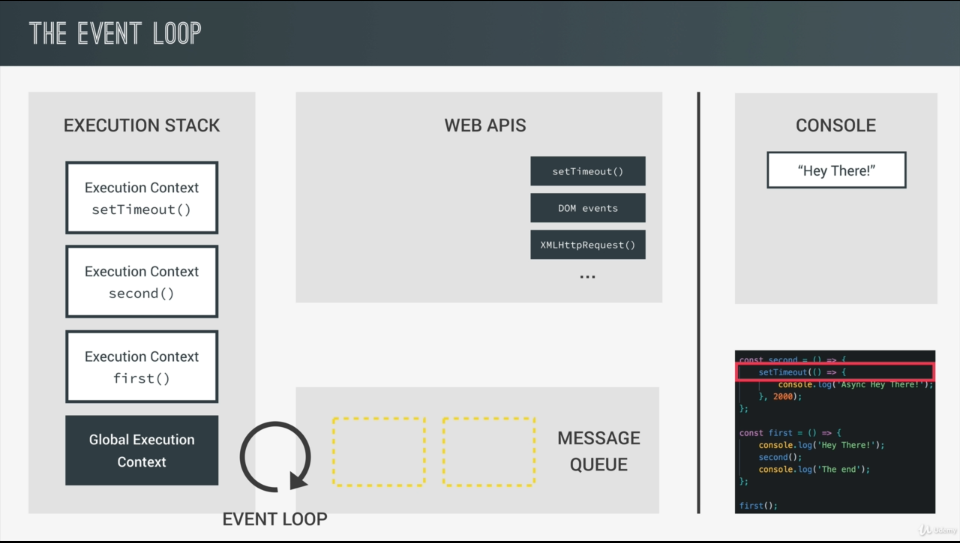 THE EVENT LOOP
EXECUTION STACK
Execution Context
setTimeout()
Execution Context
second()
Execution Context
first()
Global Execution
Context
EVENT LOOP
WEB APIS
setTimeout()
DOM events
XMLHttpRequest()
...
MESSAGE
QUEUE
CONSOLE
“Hey There!”
const second = () => {
setTimeout(() => {
console.log('Async Hey There!');
}, 2000);
};
const first = () => {
console.log('Hey There!');
second();
console.log('The end');
};
first();
Udemy